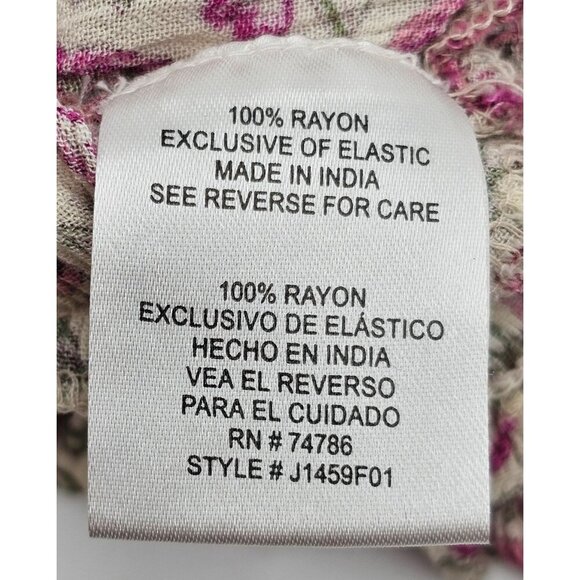 100% RAYON
EXCLUSIVE OF ELASTIC
MADE IN INDIA
SEE REVERSE FOR CARE
100% RAYON
EXCLUSIVO DE ELÁSTICO
HECHO EN INDIA
VEA EL REVERSO
PARA EL CUIDADO
RN # 74786
STYLE # J1459F01